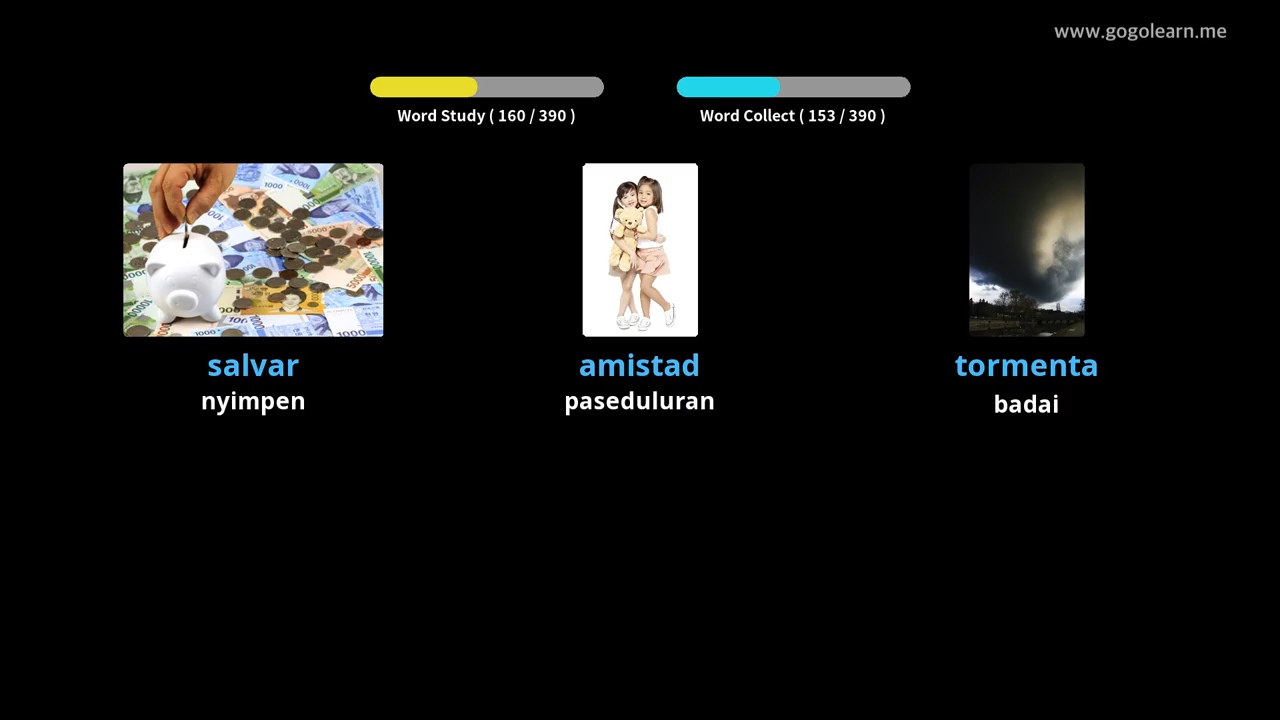 www.gogolearn.me
Word Study ( 160 / 390 )
Word Collect ( 153 / 390 )
salvar
nyimpen
amistad
paseduluran
tormenta
badai